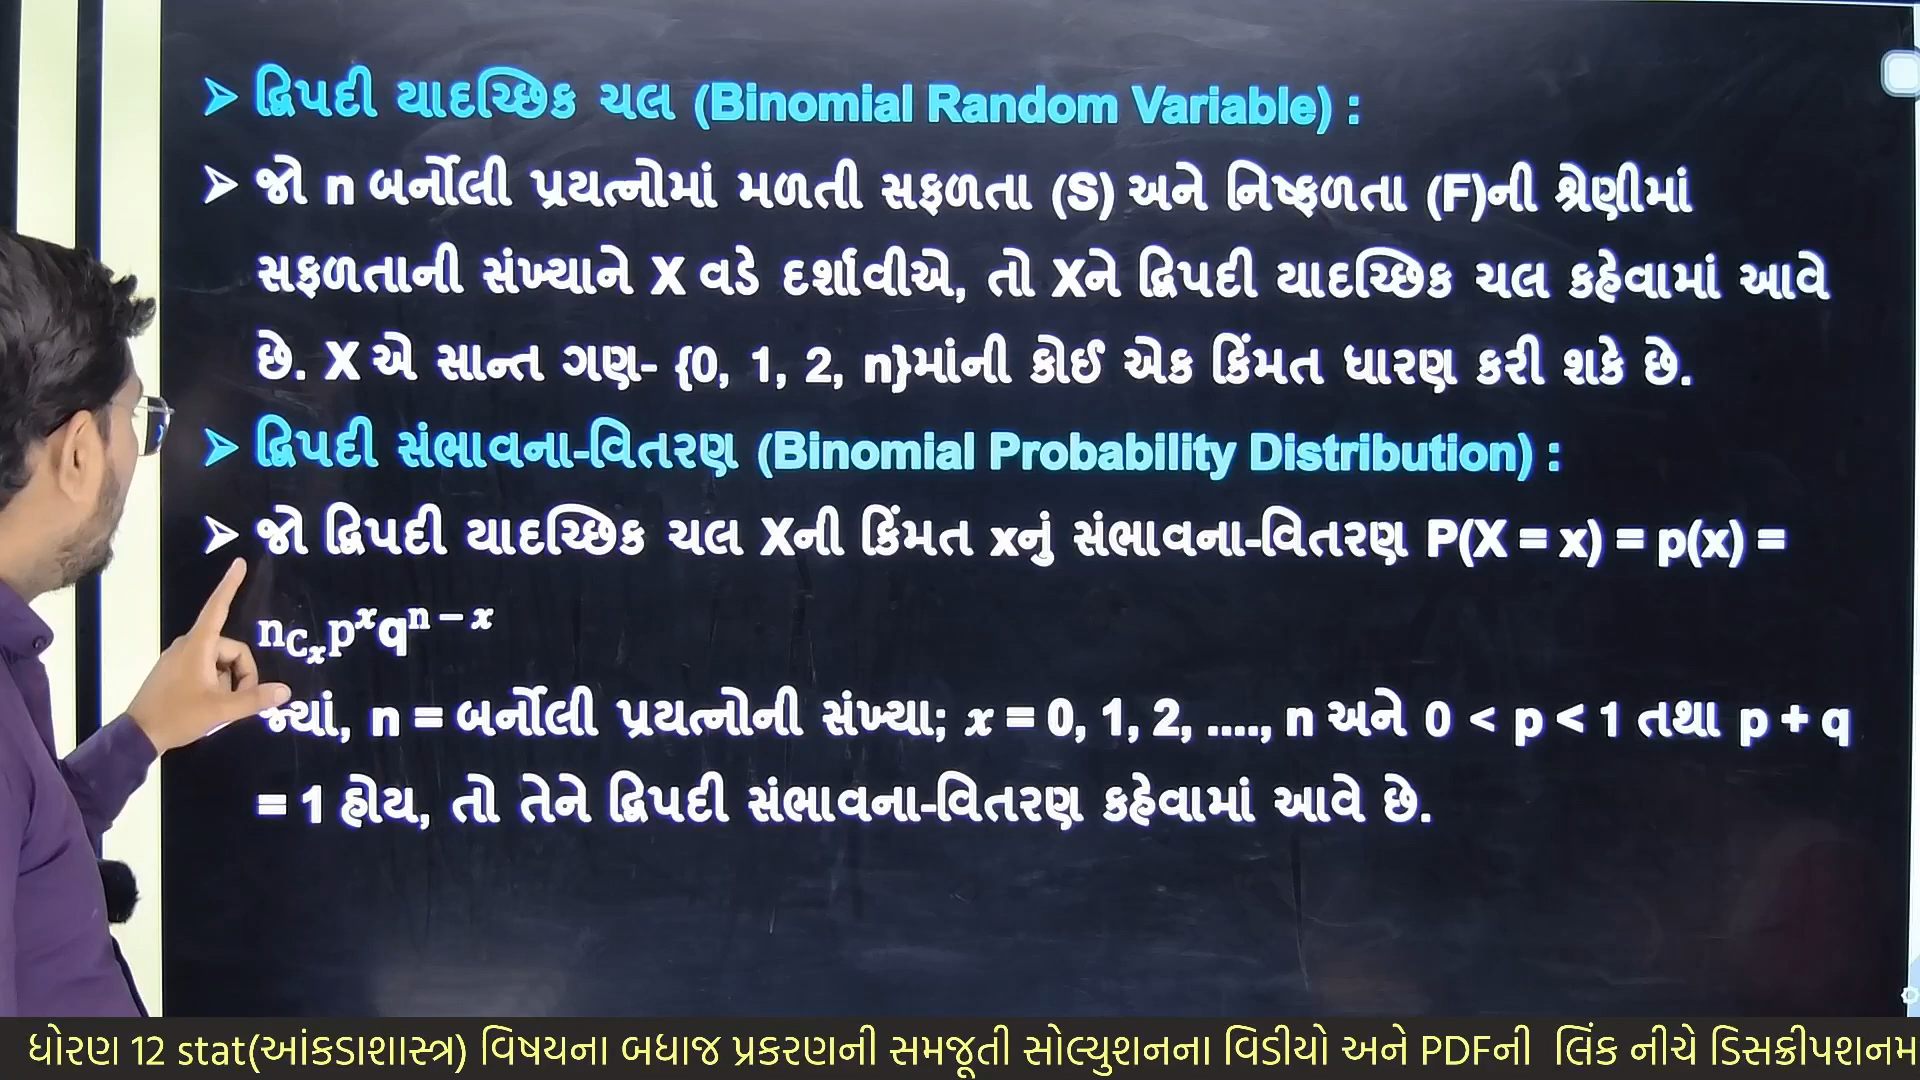 ➢ દ્વિપદી યાદચ્છિક ચલ (Binomial Random Variable) :
➢ જો n બર્નોલી પ્રયત્નોમાં મળતી સફળતા (S) અને નિષ્ફળતા (F)ની શ્રેણીમાં
સફળતાની સંખ્યાને X વડે દર્શાવીએ, તો Xને દ્વિપદી યાદચ્છિક ચલ કહેવામાં આવે
છે. X એ સાન્ત ગણ- {0, 1, 2, n}માંની કોઈ એક કિંમત ધારણ કરી શકે છે.
➢ દ્વિપદી સંભાવના-વિતરણ (Binomial Probability Distribution) :
➢ જો દ્વિપદી યાદચ્છિક ચલ Xની કિંમત xનું સંભાવના-વિતરણ P(X = x) = p(x) =
n_{C_x}p^x q^{n – x}
જ્યાં, n = બર્નોલી પ્રયત્નોની સંખ્યા; x = 0, 1, 2, ...., n અને 0 < p < 1 તથા p + q
= 1 હોય, તો તેને દ્વિપદી સંભાવના-વિતરણ કહેવામાં આવે છે.
ધોરણ 12 stat(આંકડાશાસ્ત્ર) વિષયના બધાજ પ્રકરણની સમજૂતી સોલ્યુશનના વિડીયો અને PDFની લિંક નીચે ડિસક્રીપશનમ